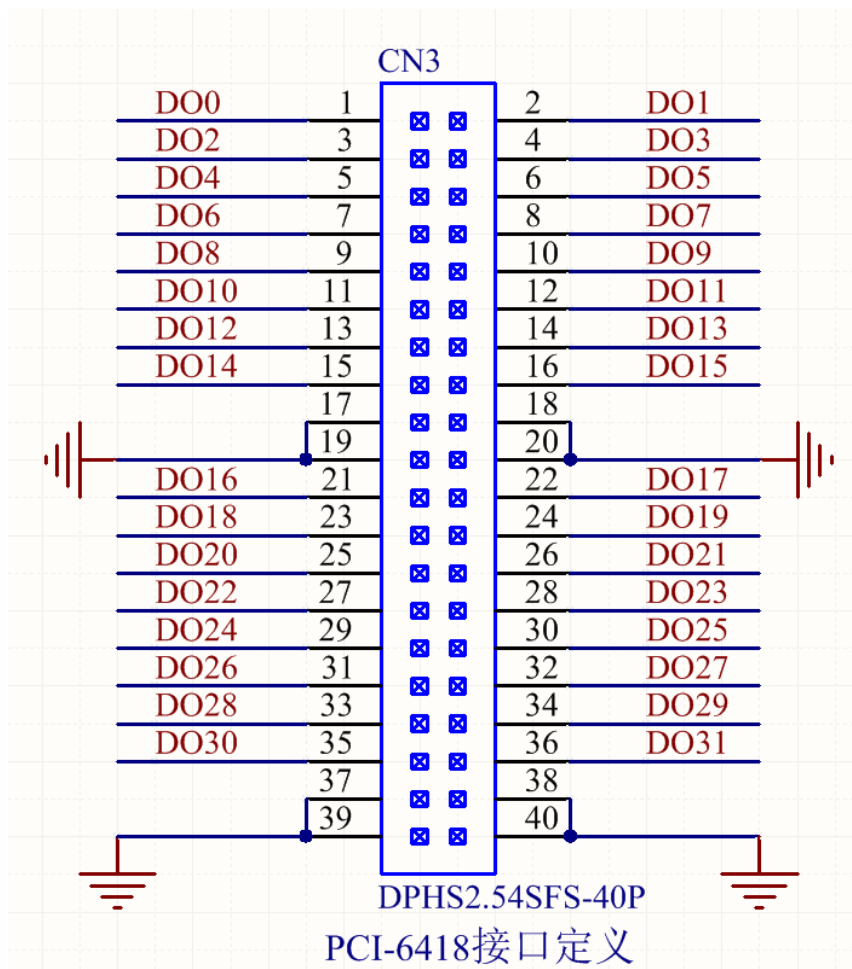 CN3
DO0 1 2 DO1
DO2 3 4 DO3
DO4 5 6 DO5
DO6 7 8 DO7
DO8 9 10 DO9
DO10 11 12 DO11
DO12 13 14 DO13
DO14 15 16 DO15
17 18
19 20
DO16 21 22 DO17
DO18 23 24 DO19
DO20 25 26 DO21
DO22 27 28 DO23
DO24 29 30 DO25
DO26 31 32 DO27
DO28 33 34 DO29
DO30 35 36 DO31
37 38
39 40
DPHS2.54SFS-40P
PCI-6418接口定义